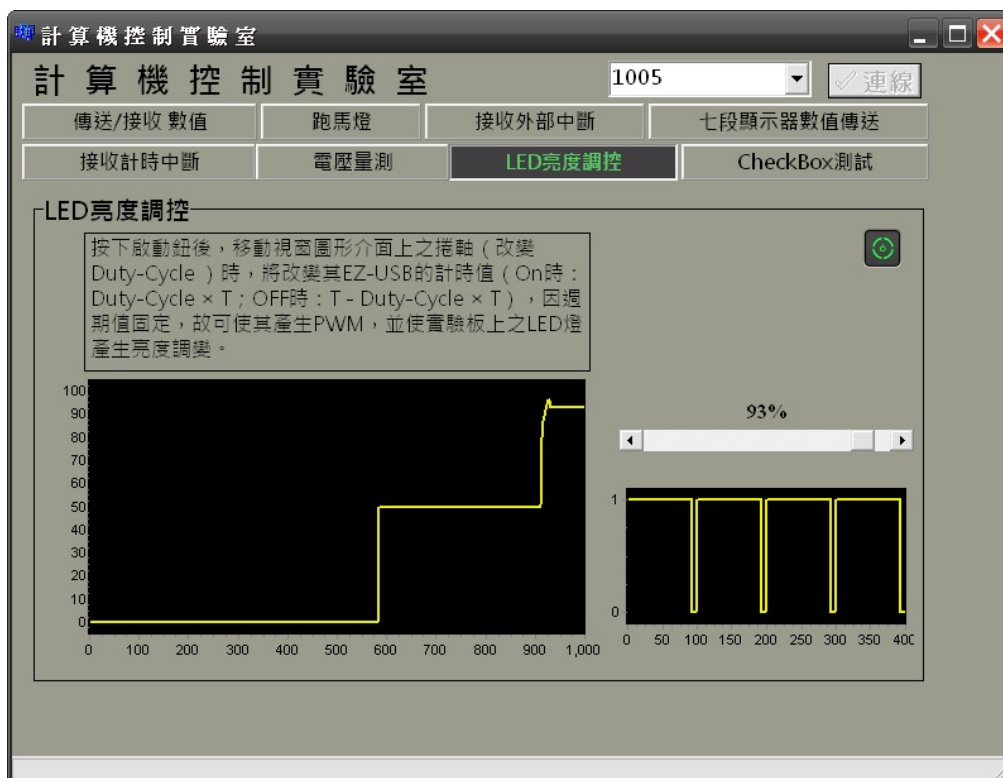 計算機控制實驗室
計算機控制實驗室
1005
連線
傳送/接收 數值
跑馬燈
接收外部中斷
七段顯示器數值傳送
接收計時中斷
電壓量測
LED亮度調控
CheckBox測試
LED亮度調控
按下啟動鈕後，移動視窗圖形介面上之捲軸（改變
Duty-Cycle ）時，將改變其EZ-USB的計時值（On時：
Duty-Cycle × T；OFF時：T - Duty-Cycle × T），因週
期值固定，故可使其產生PWM，並使實驗板上之LED燈
產生亮度調變。
100
90
80
70
60
50
40
30
20
10
0
0 100 200 300 400 500 600 700 800 900 1,000
93%
1
0
0 50 100 150 200 250 300 350 400